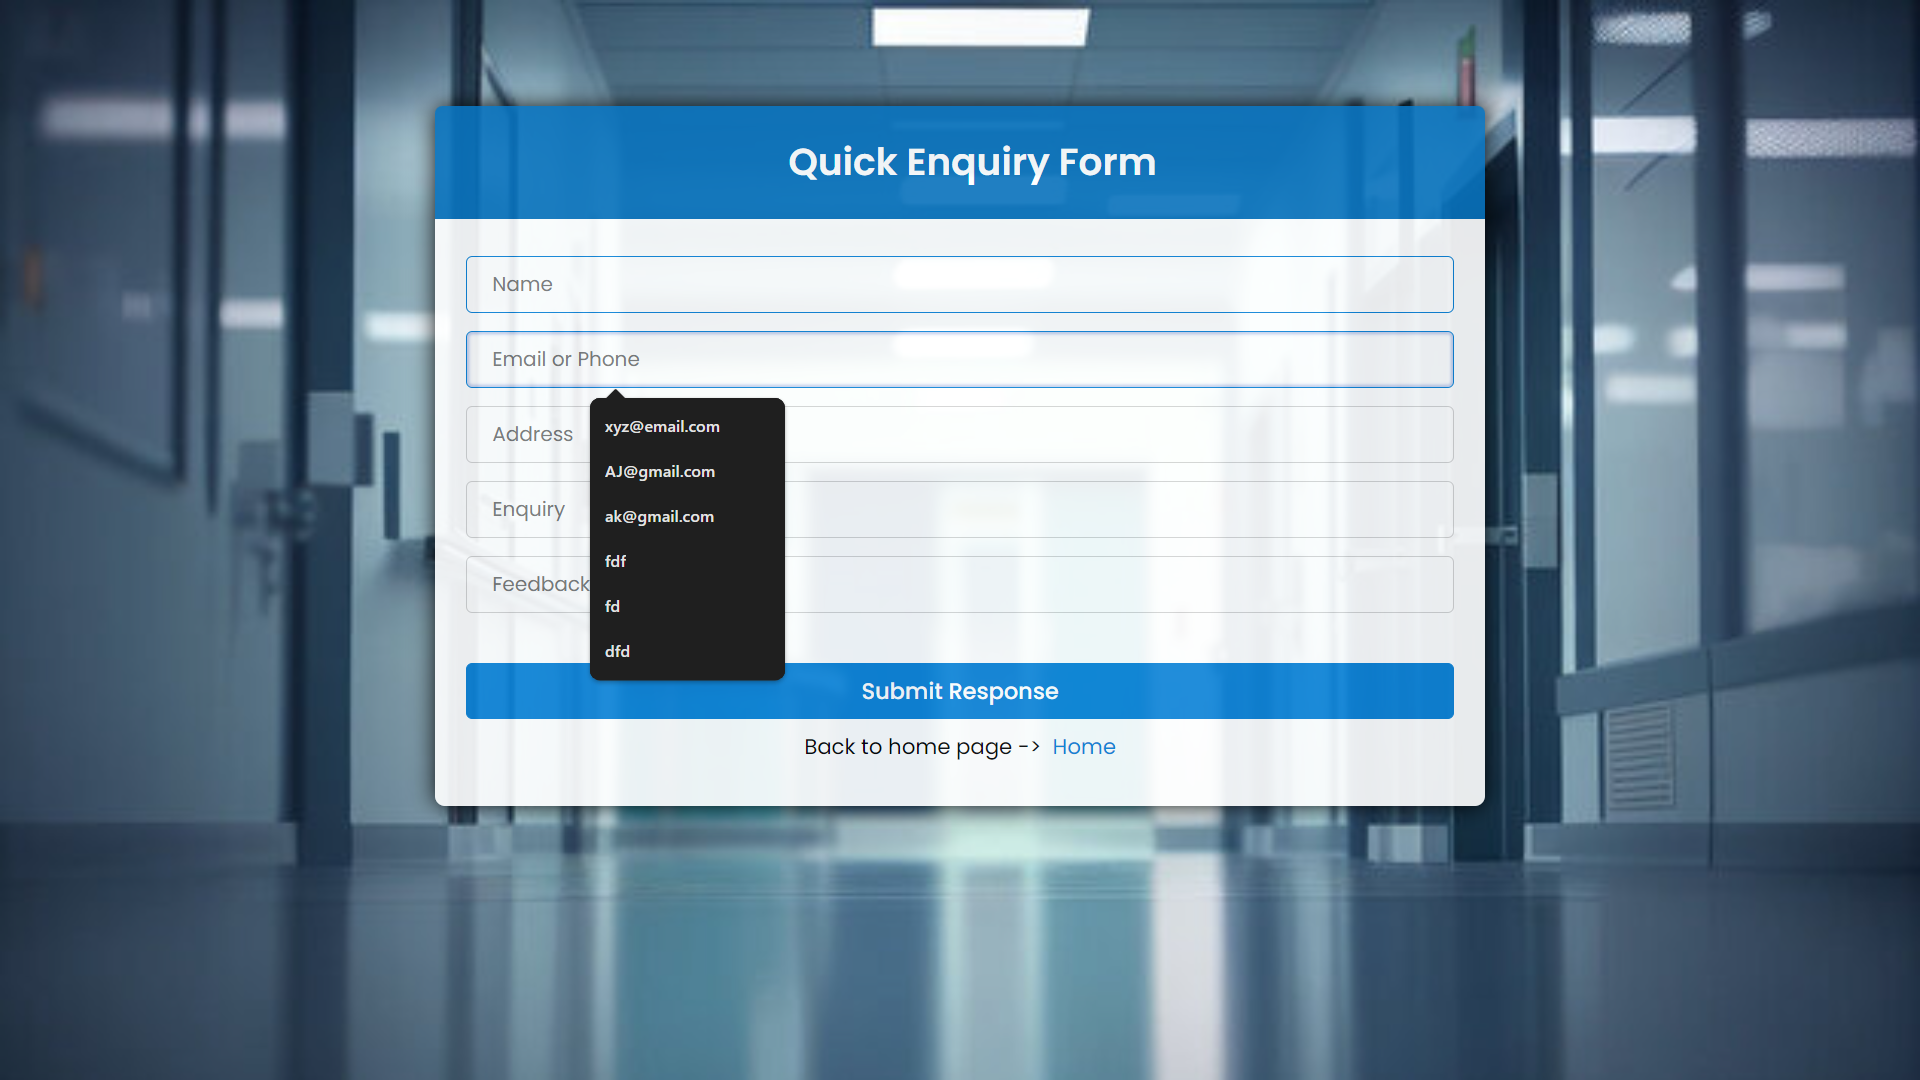 Quick Enquiry Form
Name
Email or Phone
xyz@email.com
Address
AJ@gmail.com
Enquiry
ak@gmail.com
fdf
Feedback
fd
dfd
Submit Response
Back to home page -> Home